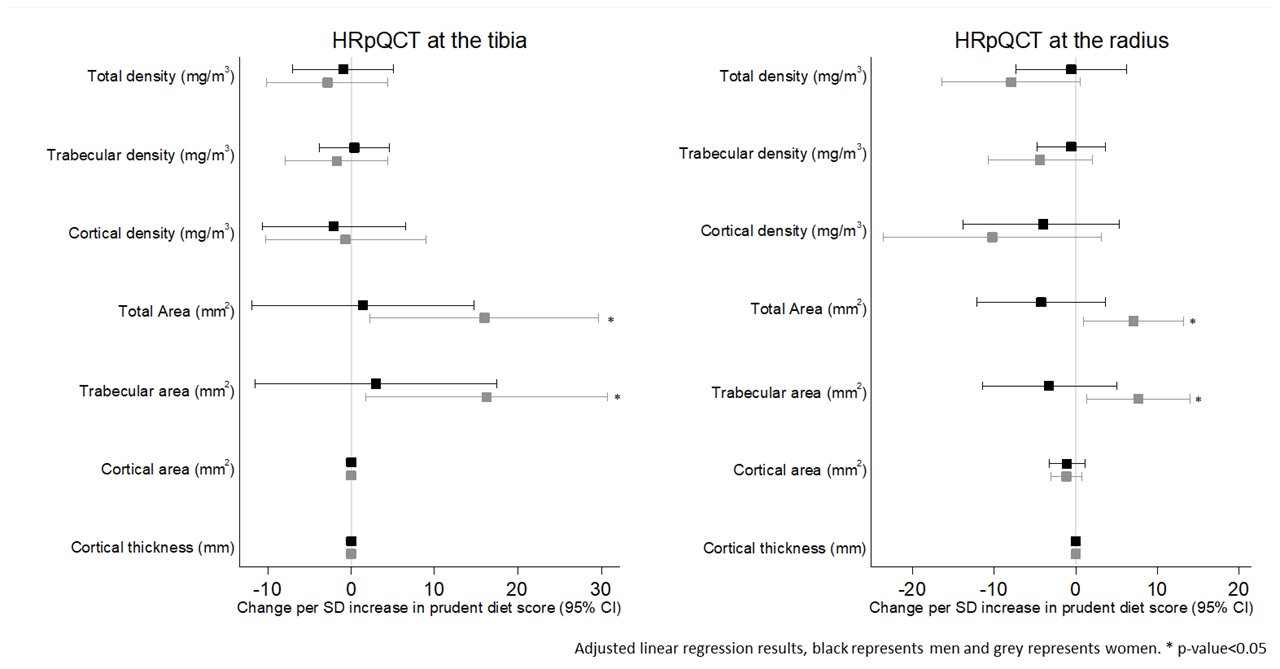 HRpQCT at the tibia
Total density (mg/m³)
Trabecular density (mg/m³)
Cortical density (mg/m³)
Total Area (mm²)
*
Trabecular area (mm²)
*
Cortical area (mm²)
Cortical thickness (mm)
-10 0 10 20 30
Change per SD increase in prudent diet score (95% CI)
HRpQCT at the radius
Total density (mg/m³)
Trabecular density (mg/m³)
Cortical density (mg/m³)
Total Area (mm²)
*
Trabecular area (mm²)
*
Cortical area (mm²)
Cortical thickness (mm)
-20 -10 0 10 20
Change per SD increase in prudent diet score (95% CI)
Adjusted linear regression results, black represents men and grey represents women. * p-value<0.05